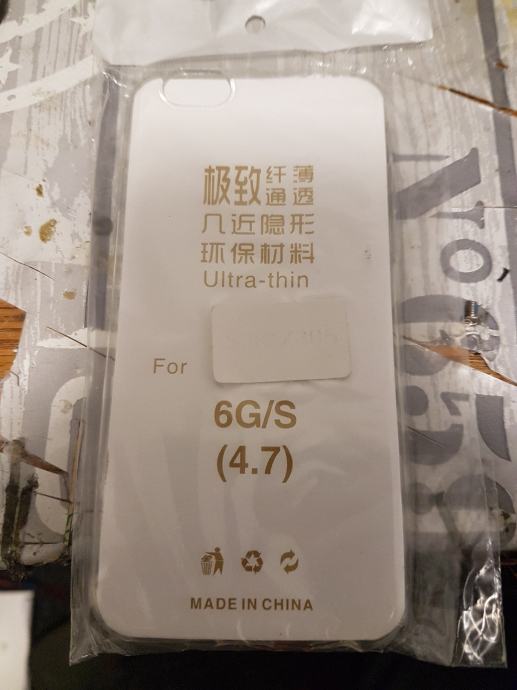 极致纤薄
通透
几近隐形
环保材料
Ultra-thin
For
6G/S
(4.7)
MADE IN CHINA
No